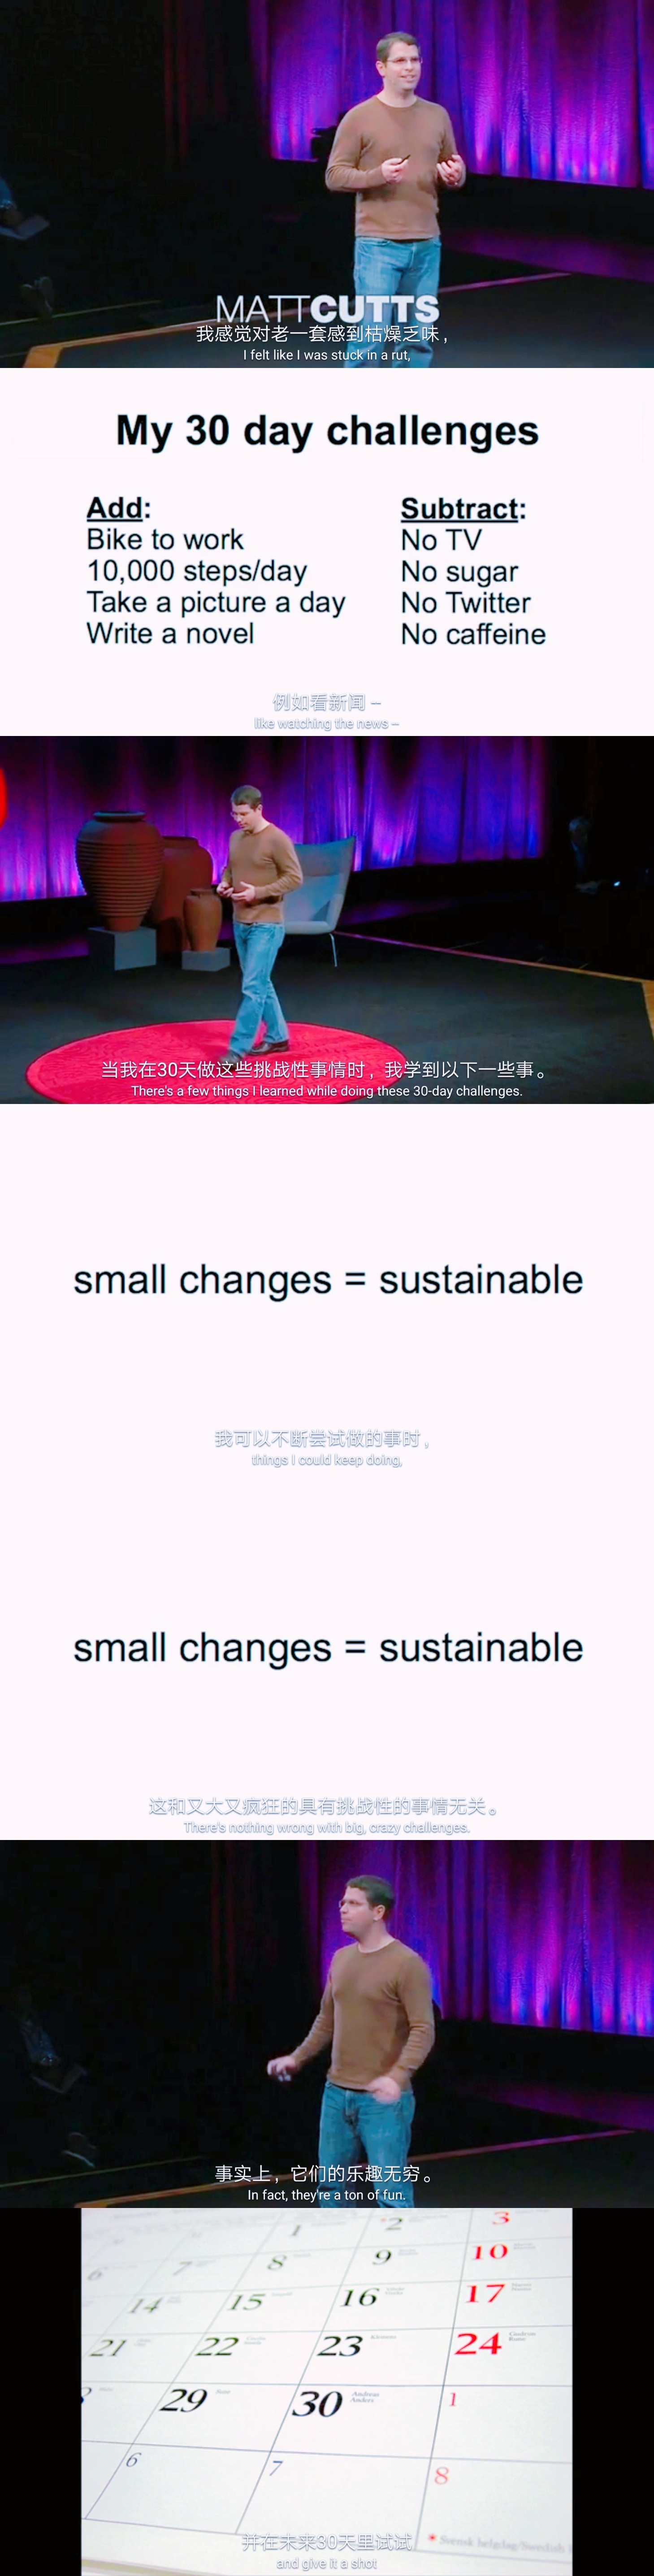 MATTCUTTS
我感觉对老一套感到枯燥乏味，
I felt like I was stuck in a rut,
My 30 day challenges
Add:
Bike to work
10,000 steps/day
Take a picture a day
Write a novel
Subtract:
No TV
No sugar
No Twitter
No caffeine
例如看新闻 --
like watching the news --
当我在30天做这些挑战性事情时，我学到以下一些事。
There's a few things I learned while doing these 30-day challenges.
small changes = sustainable
我可以不断尝试做的事时，
things I could keep doing,
small changes = sustainable
这和又大又疯狂的具有挑战性的事情无关。
There's nothing wrong with big, crazy challenges.
事实上，它们的乐趣无穷。
In fact, they're a ton of fun.
1 2 3
6 7 8 9 10
14 15 16 17
21 22 23 24
29 30 1
Andreas
Anders
6 7 8
并在未来30天里试试
and give it a shot